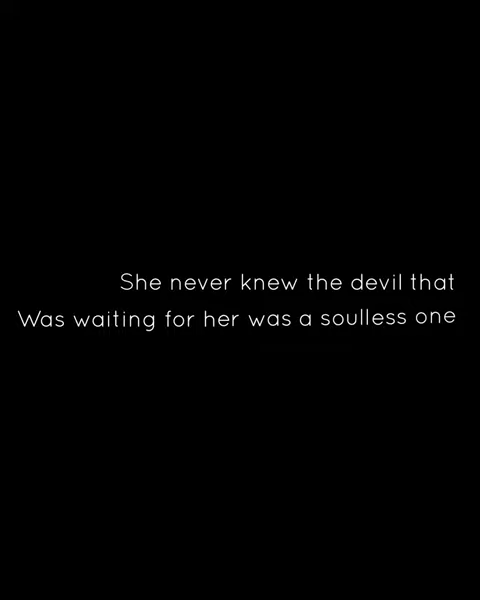 She never knew the devil that
Was waiting for her was a soulless one